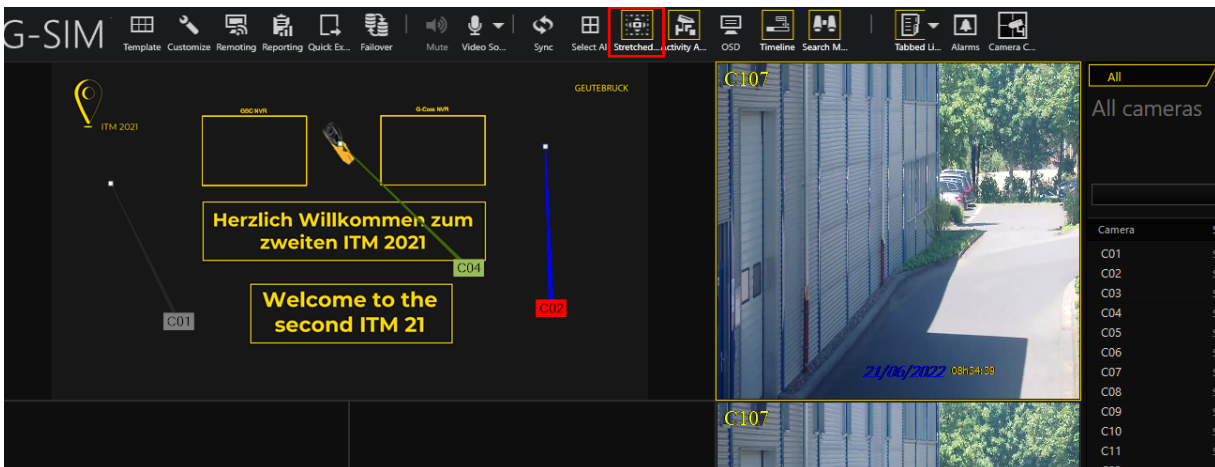 G-SIM
Template Customize Remoting Reporting Quick Ex... Failover Mute Video So... Sync Select Al Stretched... Activity A... OSD Timeline Search M... Tabbed Li... Alarms Camera C...
ITM 2021
GSC NVR
G-Core NVR
GEUTEBRUCK
Herzlich Willkommen zum
zweiten ITM 2021
C04
Welcome to the
second ITM 21
C01
C02
C107
21/06/2022 08h34:39
C107
All
All cameras
Camera
C01
C02
C03
C04
C05
C06
C07
C08
C09
C10
C11